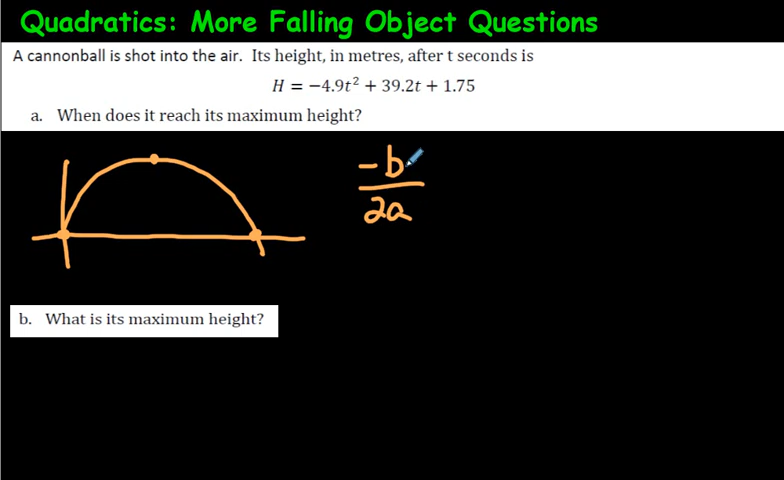 Quadratics: More Falling Object Questions
A cannonball is shot into the air. Its height, in metres, after t seconds is
H = −4.9t² + 39.2t + 1.75
a. When does it reach its maximum height?
-b
2a
b. What is its maximum height?